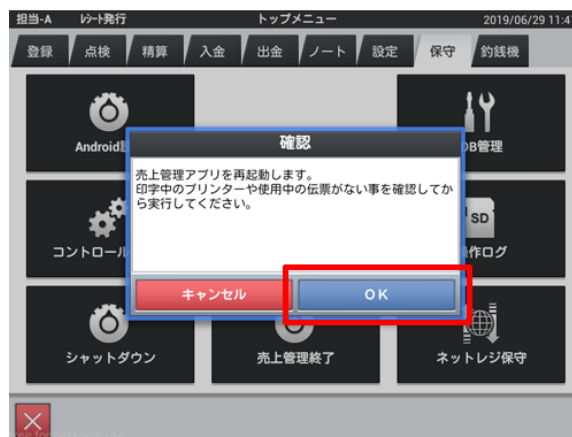 担当-A ﾚｼｰﾄ発行 トップメニュー 2019/06/29 11:4
登録 点検 精算 入金 出金 ノート 設定 保守 釣銭機
Android
DB管理
確認
売上管理アプリを再起動します。
印字中のプリンターや使用中の伝票がない事を確認してか
ら実行してください。
コントロール
SD
作ログ
キャンセル OK
シャットダウン 売上管理終了 ネットレジ保守